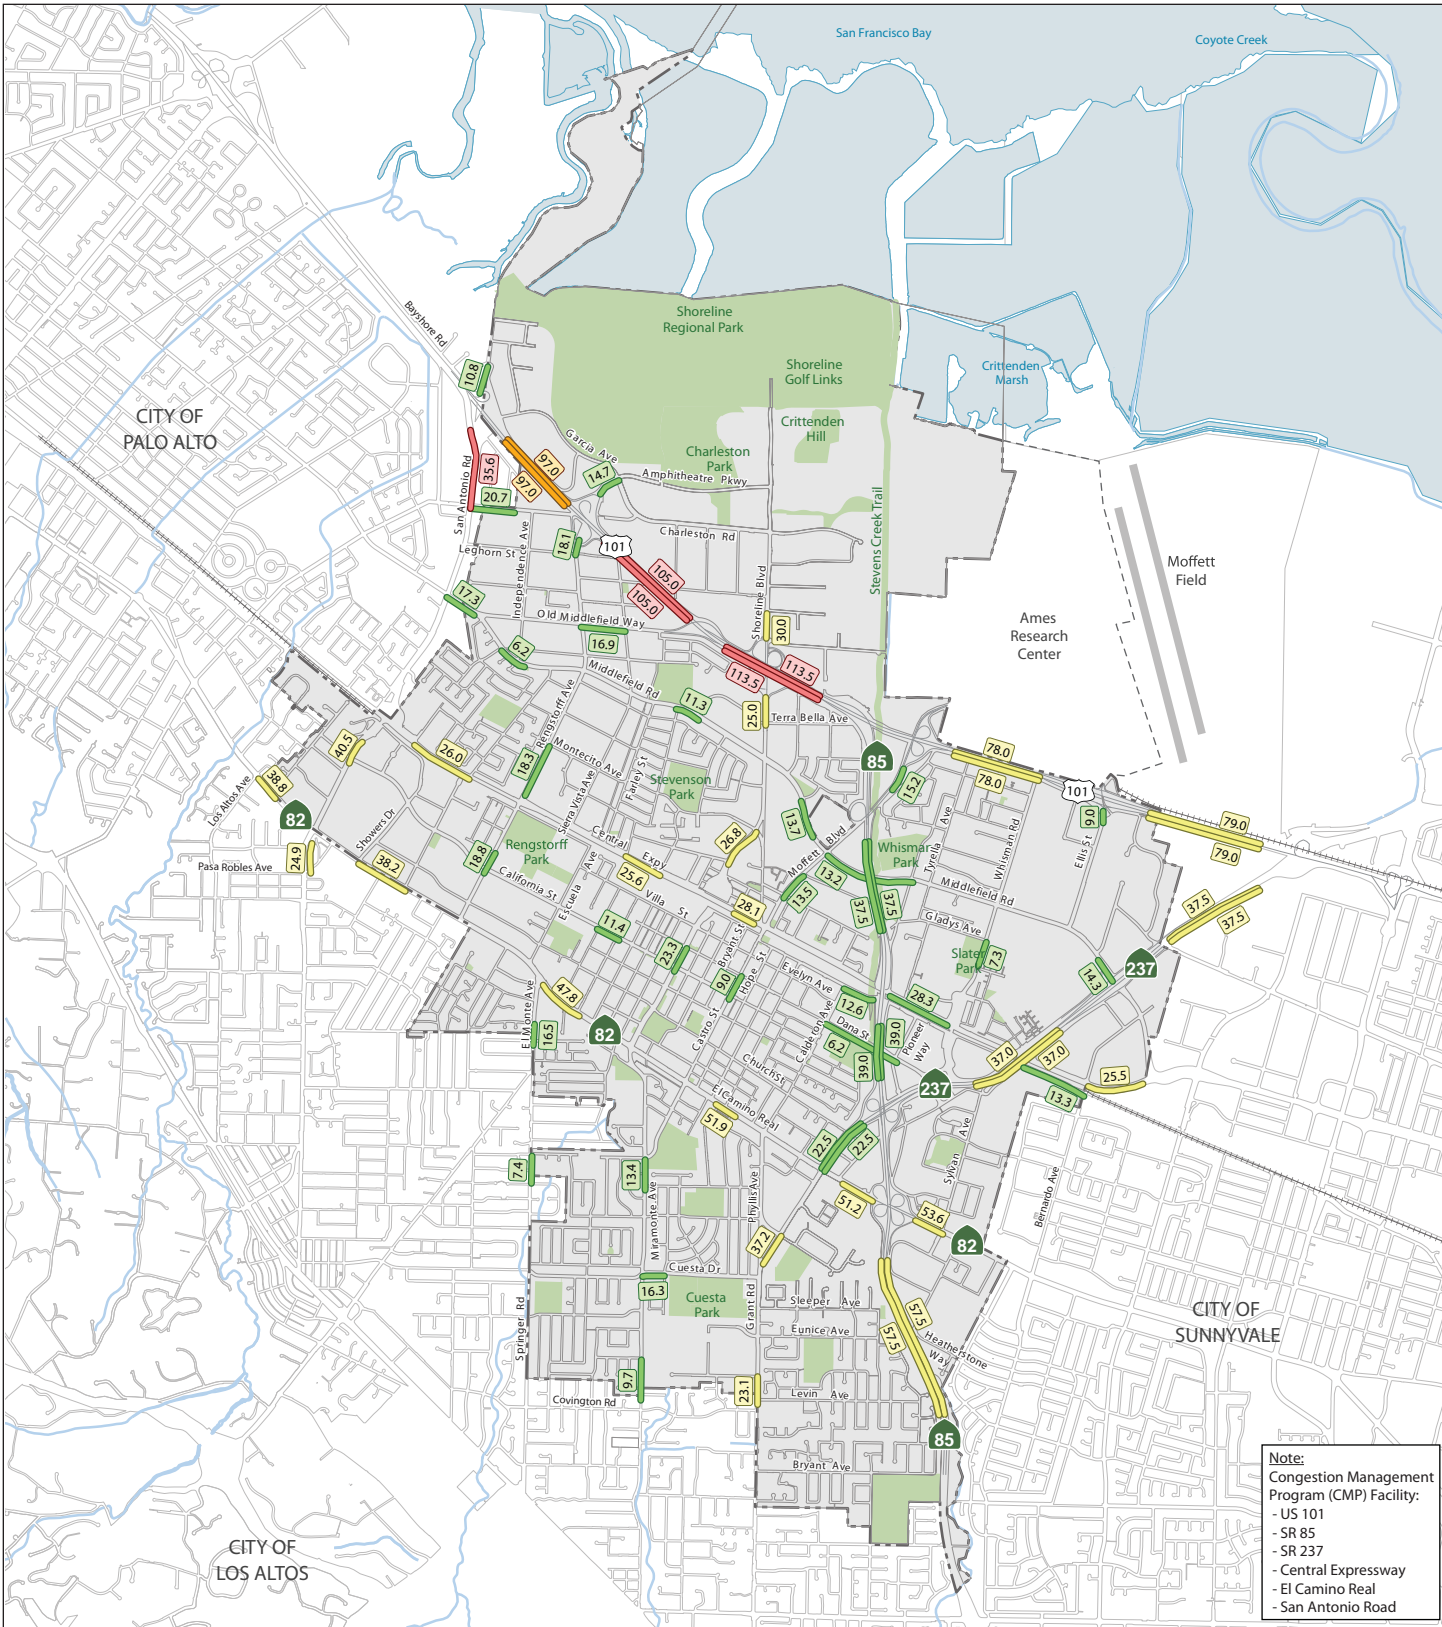 San Francisco Bay
Coyote Creek
Shoreline
Regional Park
Shoreline
Golf Links
Crittenden
Marsh
Bayshore Rd
10.8
CITY OF
PALO ALTO
Crittenden
Hill
Garcia Ave
Charleston
Park
Amphitheatre Pkwy
San Antonio Rd
35.6
97.0
97.0
14.7
20.7
Stevens Creek Trail
Moffett
Field
Charleston Rd
Leghorn St
Independence Ave
18.1
101
105.0
105.0
Shoreline Blvd
17.3
Old Middlefield Way
16.9
30.0
Ames
Research
Center
6.2
Middlefield Rd
113.5
113.5
Rengstorff Ave
11.3
25.0
Terra Bella Ave
40.5
26.0
18.3
Montecito Ave
Farley St
Stevenson
Park
85
78.0
78.0
15.2
101
38.8
Los Altos Ave
82
Showers Dr
Sierra Vista Ave
13.7
Moffett Blvd
9.0
79.0
79.0
Rengstorff
Park
Central Expy
26.8
Whisman
Park
Tyrella Ave
Whisman Rd
Ellis St
24.9
Pasa Robles Ave
38.2
18.8
California St
Escuela Ave
25.6
Villa St
13.5
13.2
Middlefield Rd
37.5
37.5
37.5
37.5
28.1
Gladys Ave
11.4
23.3
Bryant St
Hope St
Slater
Park
7.3
14.3
237
9.0
Evelyn Ave
12.6
28.3
47.8
El Monte Ave
16.5
82
Castro St
Calderon Ave
Dana St
6.2
39.0
39.0
Pioneer Way
37.0
37.0
Church St
237
25.5
13.3
El Camino Real
51.9
22.5
22.5
7.4
13.4
Miramonte Ave
Phyllis Ave
Sylvan Ave
Bernardo Ave
51.2
53.6
82
37.2
Cuesta Dr
16.3
Cuesta
Park
Grant Rd
Sleeper Ave
Eunice Ave
57.5
57.5
Heatherstone Way
CITY OF
SUNNYVALE
Springer Rd
9.7
Covington Rd
23.1
Levin Ave
85
Bryant Ave
CITY OF
LOS ALTOS
Note:
Congestion Management
Program (CMP) Facility:
- US 101
- SR 85
- SR 237
- Central Expressway
- El Camino Real
- San Antonio Road